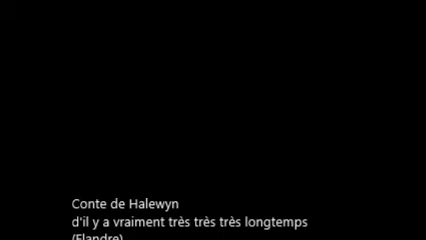 Conte de Halewyn
d'il y a vraiment très très très longtemps
(Flandre)